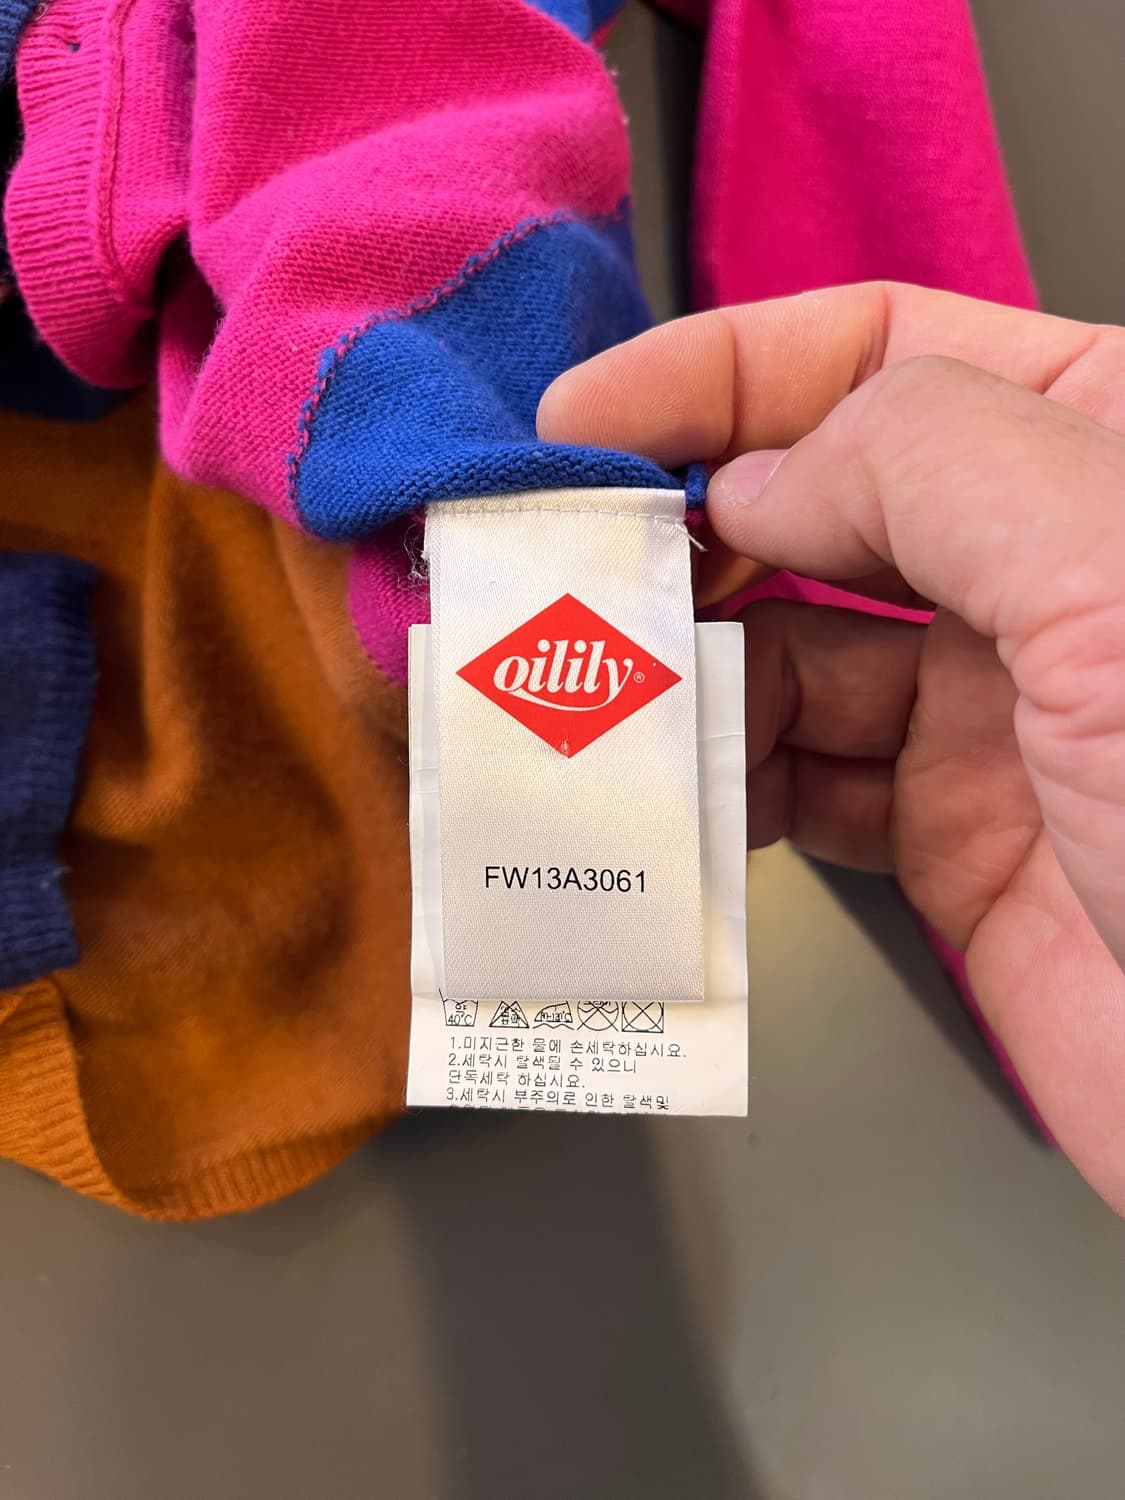 oilily®
FW13A3061
40°C
1.미지근한 물에 손세탁하십시요.
2.세탁시 탈색될 수 있으니
단독세탁 하십시요.
3.세탁시 부주의로 인한 탈색및